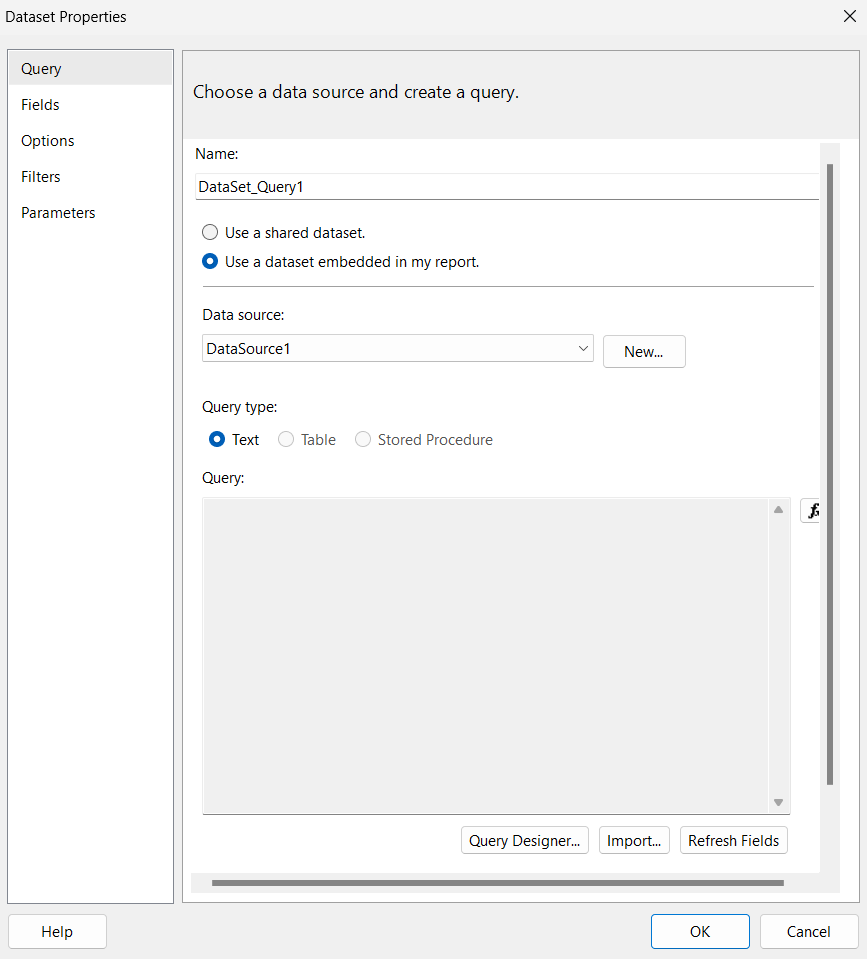 Dataset Properties
Query
Fields
Options
Filters
Parameters
Choose a data source and create a query.
Name:
DataSet_Query1
Use a shared dataset.
Use a dataset embedded in my report.
Data source:
DataSource1
New...
Query type:
Text Table Stored Procedure
Query:
Query Designer... Import... Refresh Fields
Help OK Cancel